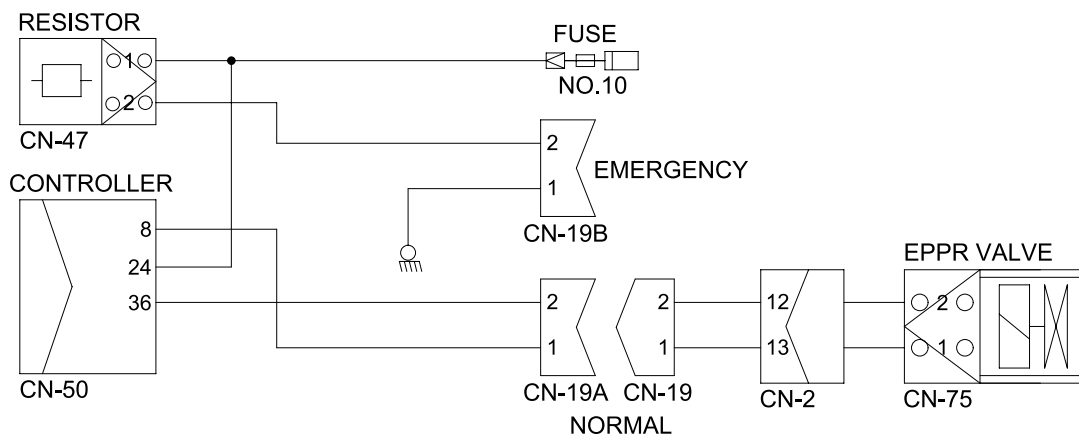 RESISTOR
FUSE
1
NO.10
2
CN-47
2
EMERGENCY
1
CONTROLLER
CN-19B
8
24
36
CN-50
EPPR VALVE
2
1
CN-19A
2
1
CN-19
NORMAL
12
13
CN-2
2
1
CN-75